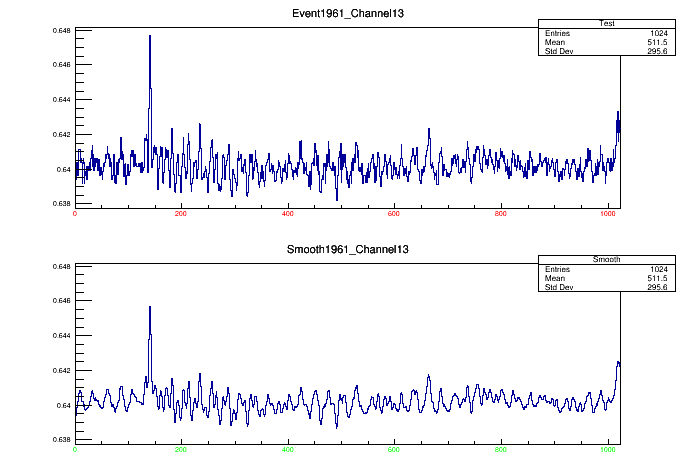 Event1961_Channel13
Test
Entries 1024
Mean 511.5
Std Dev 295.6
0.648
0.646
0.644
0.642
0.64
0.638
0 200 400 600 800 1000
Smooth1961_Channel13
Smooth
Entries 1024
Mean 511.5
Std Dev 295.6
0.648
0.646
0.644
0.642
0.64
0.638
0 200 400 600 800 1000